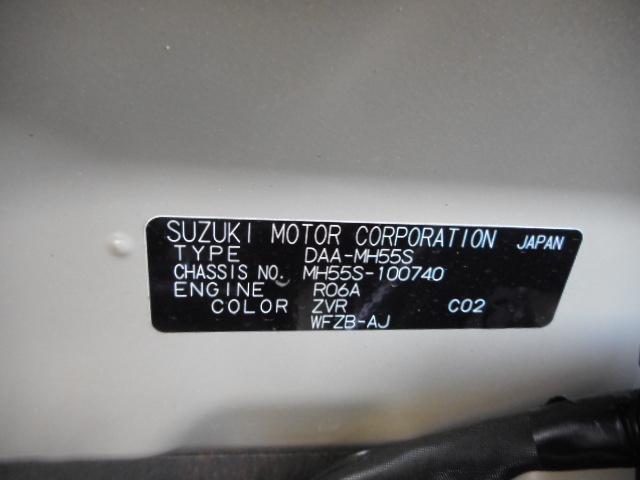 SUZUKI MOTOR CORPORATION JAPAN
TYPE DAA-MH55S
CHASSIS NO. MH55S-100740
ENGINE R06A
COLOR ZVR C02
WFZB-AJ